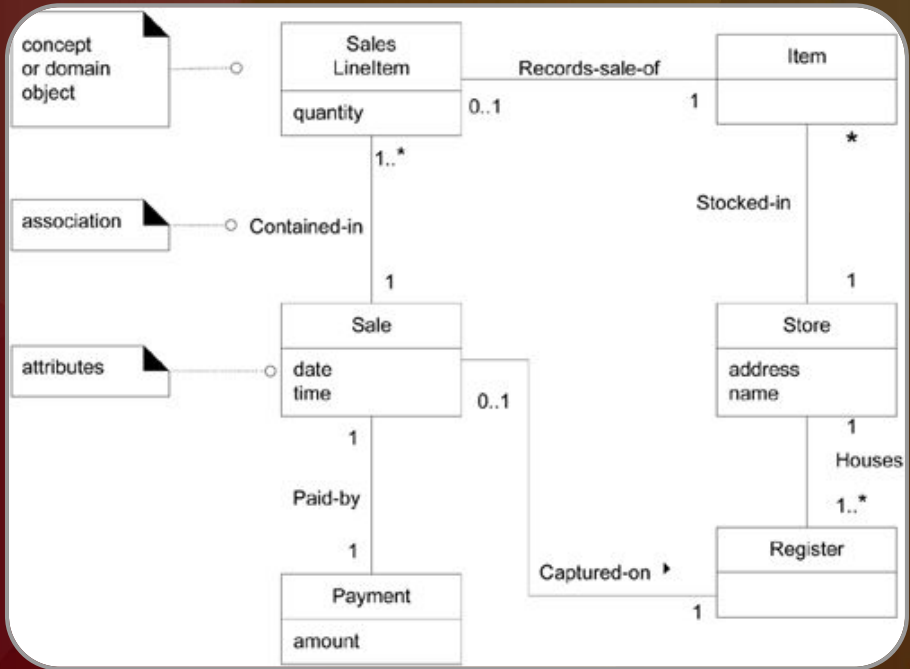 concept
or domain
object
Sales
LineItem
quantity
Records-sale-of
0..1
1
Item
*
1..*
Stocked-in
association
Contained-in
1
1
Sale
date
time
Store
address
name
attributes
0..1
1
1
Houses
Paid-by
1..*
1
Register
Captured-on
1
Payment
amount